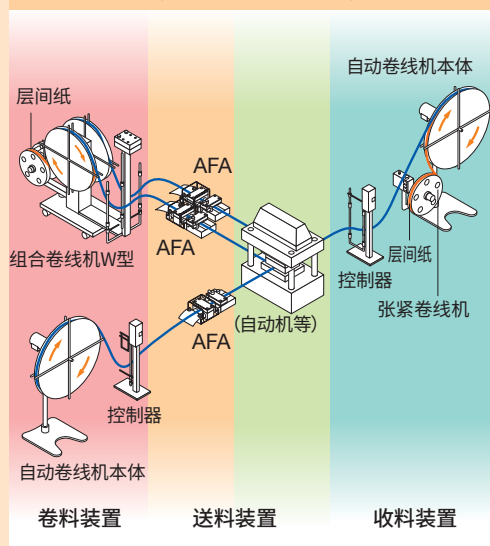 自动卷线机本体
层间纸
AFA
组合卷线机W型
AFA
层间纸
控制器
张紧卷线机
(自动机等)
AFA
控制器
自动卷线机本体
卷料装置
送料装置
收料装置